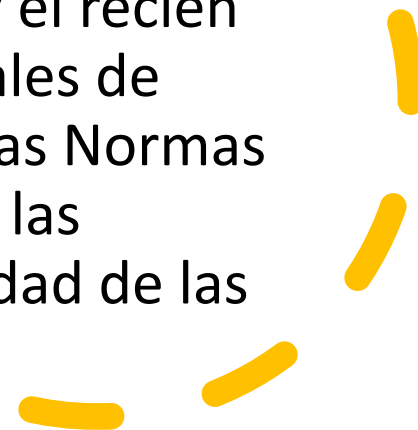 y el recién
ales de
as Normas
las
dad de las